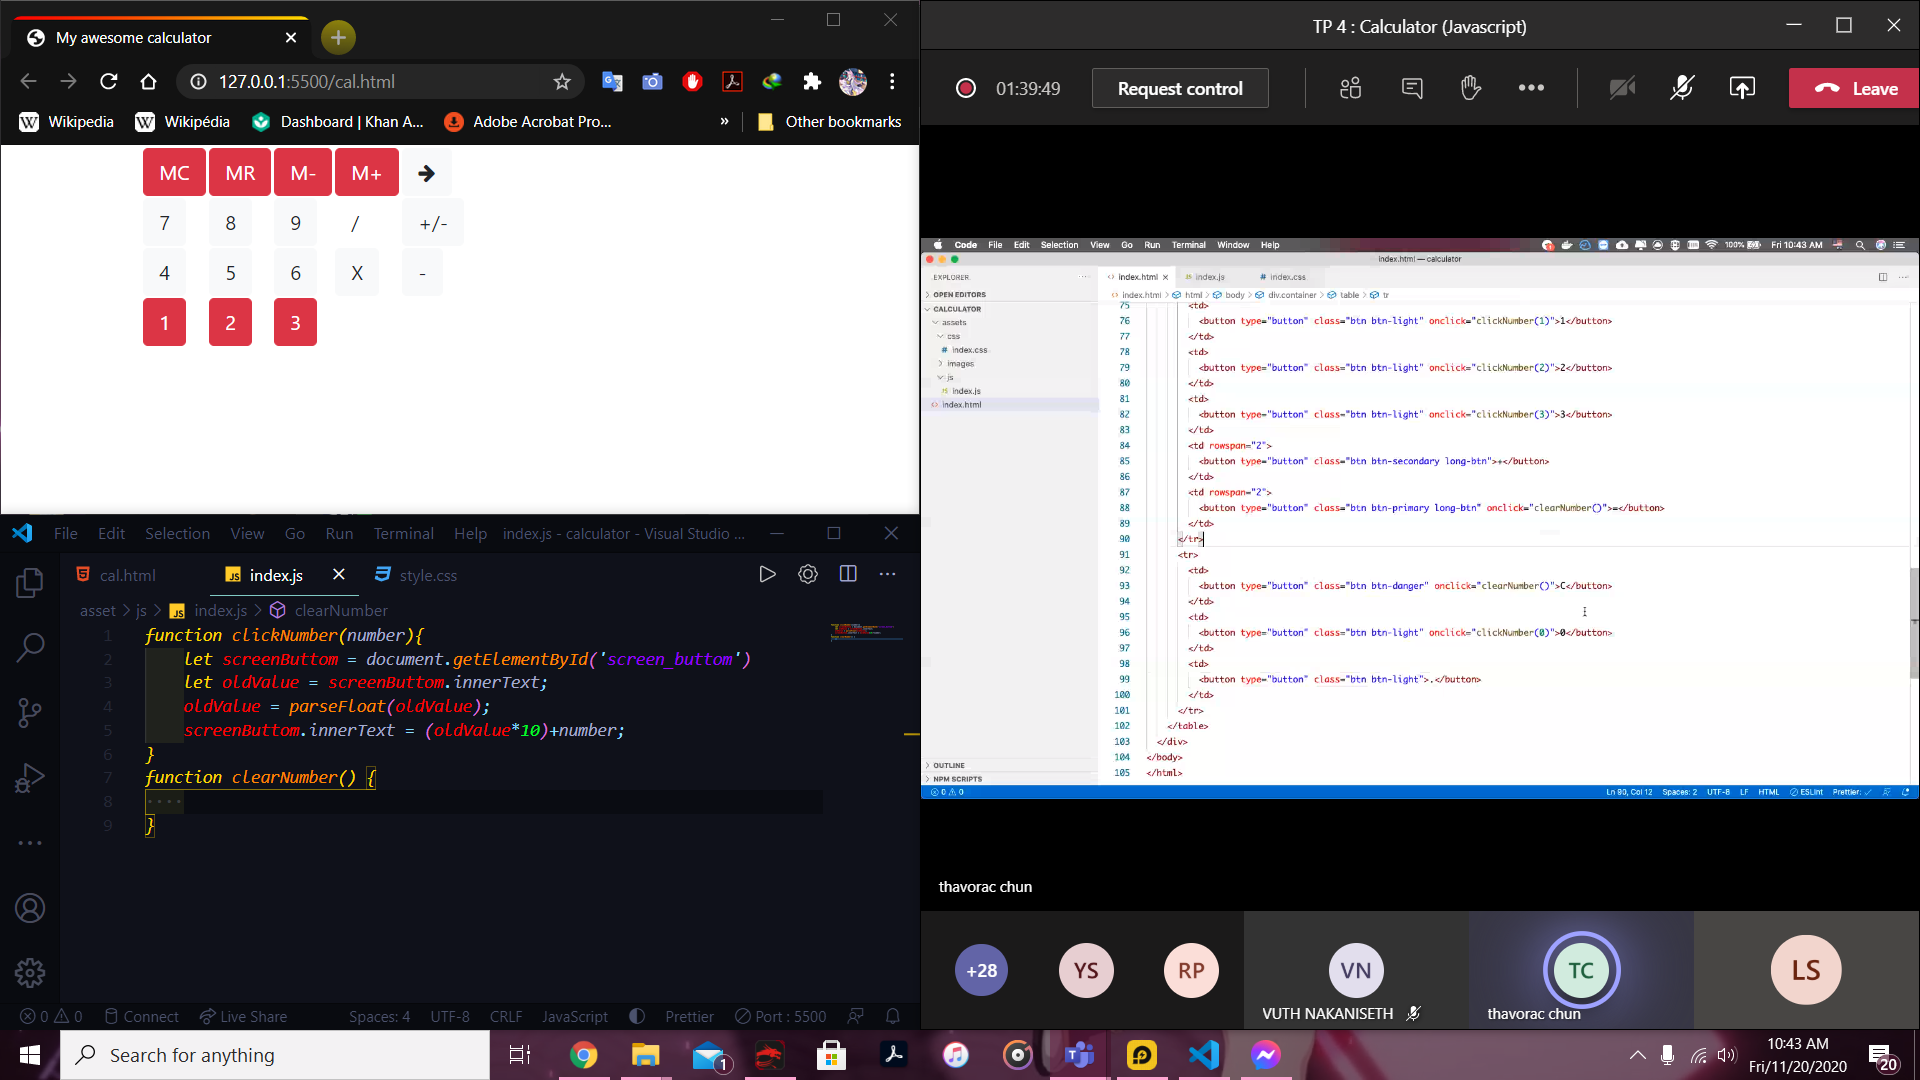 My awesome calculator
127.0.0.1:5500/cal.html
Wikipedia
Wikipédia
Dashboard | Khan A...
Adobe Acrobat Pro...
»
Other bookmarks
MC MR M- M+
7 8 9 / +/-
4 5 6 X -
1 2 3
File Edit Selection View Go Run Terminal Help index.js - calculator - Visual Studio ...
cal.html index.js style.css
asset > js > index.js > clearNumber
1 function clickNumber(number){
2 let screenButtom = document.getElementById('screen_buttom')
3 let oldValue = screenButtom.innerText;
4 oldValue = parseFloat(oldValue);
5 screenButtom.innerText = (oldValue*10)+number;
6 }
7 function clearNumber() {
8
9 }
0 0 Connect Live Share Spaces: 4 UTF-8 CRLF JavaScript Prettier Port : 5500
TP 4 : Calculator (Javascript)
01:39:49 Request control Leave
Code File Edit Selection View Go Run Terminal Window Help 100% Fri 10:43 AM
index.html — calculator
EXPLORER
OPEN EDITORS
CALCULATOR
assets
css
index.css
images
js
index.js
index.html
OUTLINE
NPM SCRIPTS
index.html index.js index.css
index.html > html > body > div.container > table > tr
75 <td>
76 <button type="button" class="btn btn-light" onclick="clickNumber(1)">1</button>
77 </td>
78 <td>
79 <button type="button" class="btn btn-light" onclick="clickNumber(2)">2</button>
80 </td>
81 <td>
82 <button type="button" class="btn btn-light" onclick="clickNumber(3)">3</button>
83 </td>
84 <td rowspan="2">
85 <button type="button" class="btn btn-secondary long-btn">+</button>
86 </td>
87 <td rowspan="2">
88 <button type="button" class="btn btn-primary long-btn" onclick="clearNumber()">=</button>
89 </td>
90 </tr>
91 <tr>
92 <td>
93 <button type="button" class="btn btn-danger" onclick="clearNumber()">C</button>
94 </td>
95 <td>
96 <button type="button" class="btn btn-light" onclick="clickNumber(0)">0</button>
97 </td>
98 <td>
99 <button type="button" class="btn btn-light">.</button>
100 </td>
101 </tr>
102 </table>
103 </div>
104 </body>
105 </html>
0 0 Ln 90, Col 12 Spaces: 2 UTF-8 LF HTML ESLint Prettier: ✓
thavorac chun
+28 YS RP VN TC LS
VUTH NAKANISETH
thavorac chun
Search for anything
1
10:43 AM
Fri/11/20/2020
20